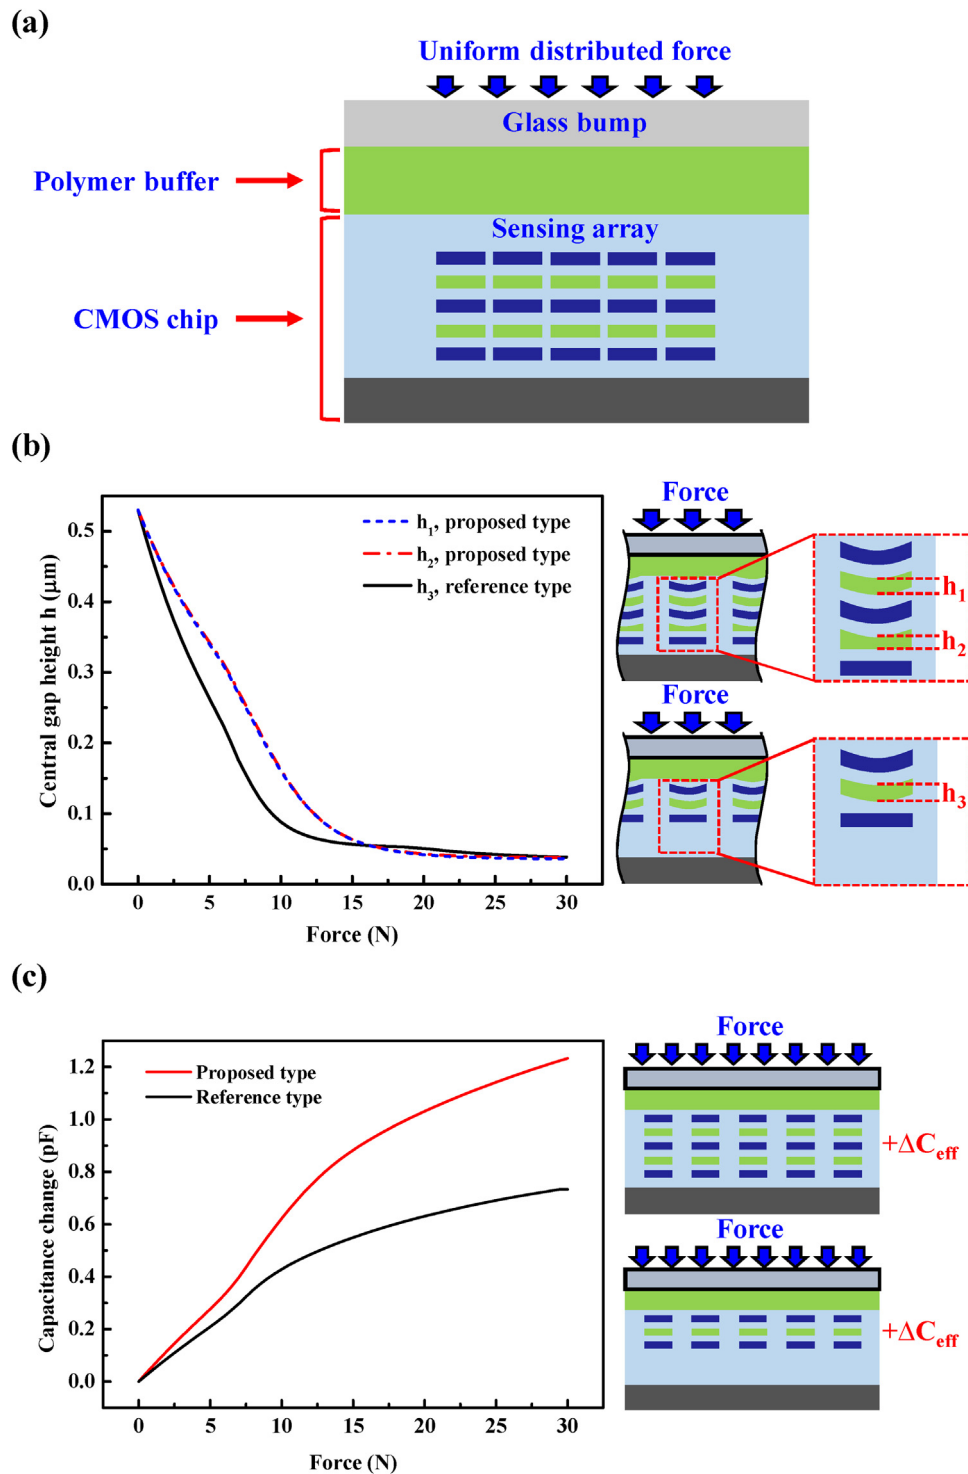 (a)
Uniform distributed force
Glass bump
Polymer buffer
Sensing array
CMOS chip
(b)
Central gap height h (μm)
0.5
0.4
0.3
0.2
0.1
0.0
0 5 10 15 20 25 30
Force (N)
h₁, proposed type
h₂, proposed type
h₃, reference type
Force
h₁
h₂
Force
h₃
(c)
Capacitance change (pF)
1.2
1.0
0.8
0.6
0.4
0.2
0.0
0 5 10 15 20 25 30
Force (N)
Proposed type
Reference type
Force
+ΔC_eff
Force
+ΔC_eff